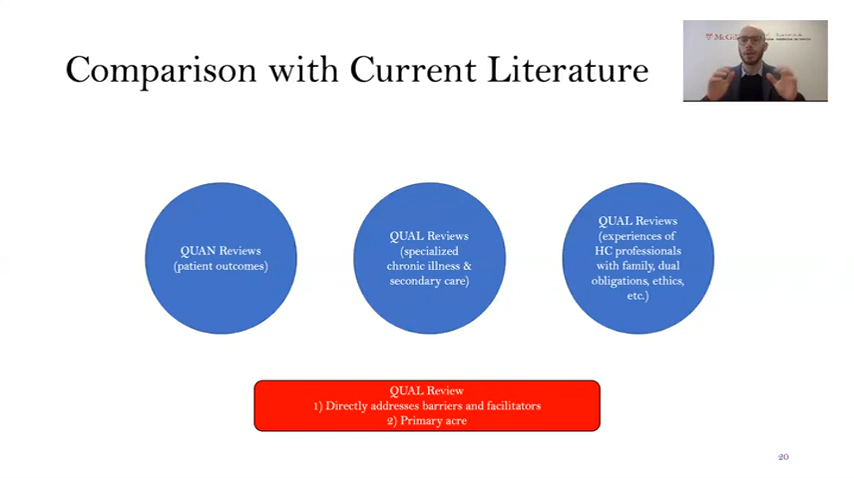 Comparison with Current Literature
McGill
QUAN Reviews
(patient outcomes)
QUAL Reviews
(specialized
chronic illness &
secondary care)
QUAL Reviews
(experiences of
HC professionals
with family, dual
obligations, ethics,
etc.)
QUAL Review
1) Directly addresses barriers and facilitators
2) Primary acre
20